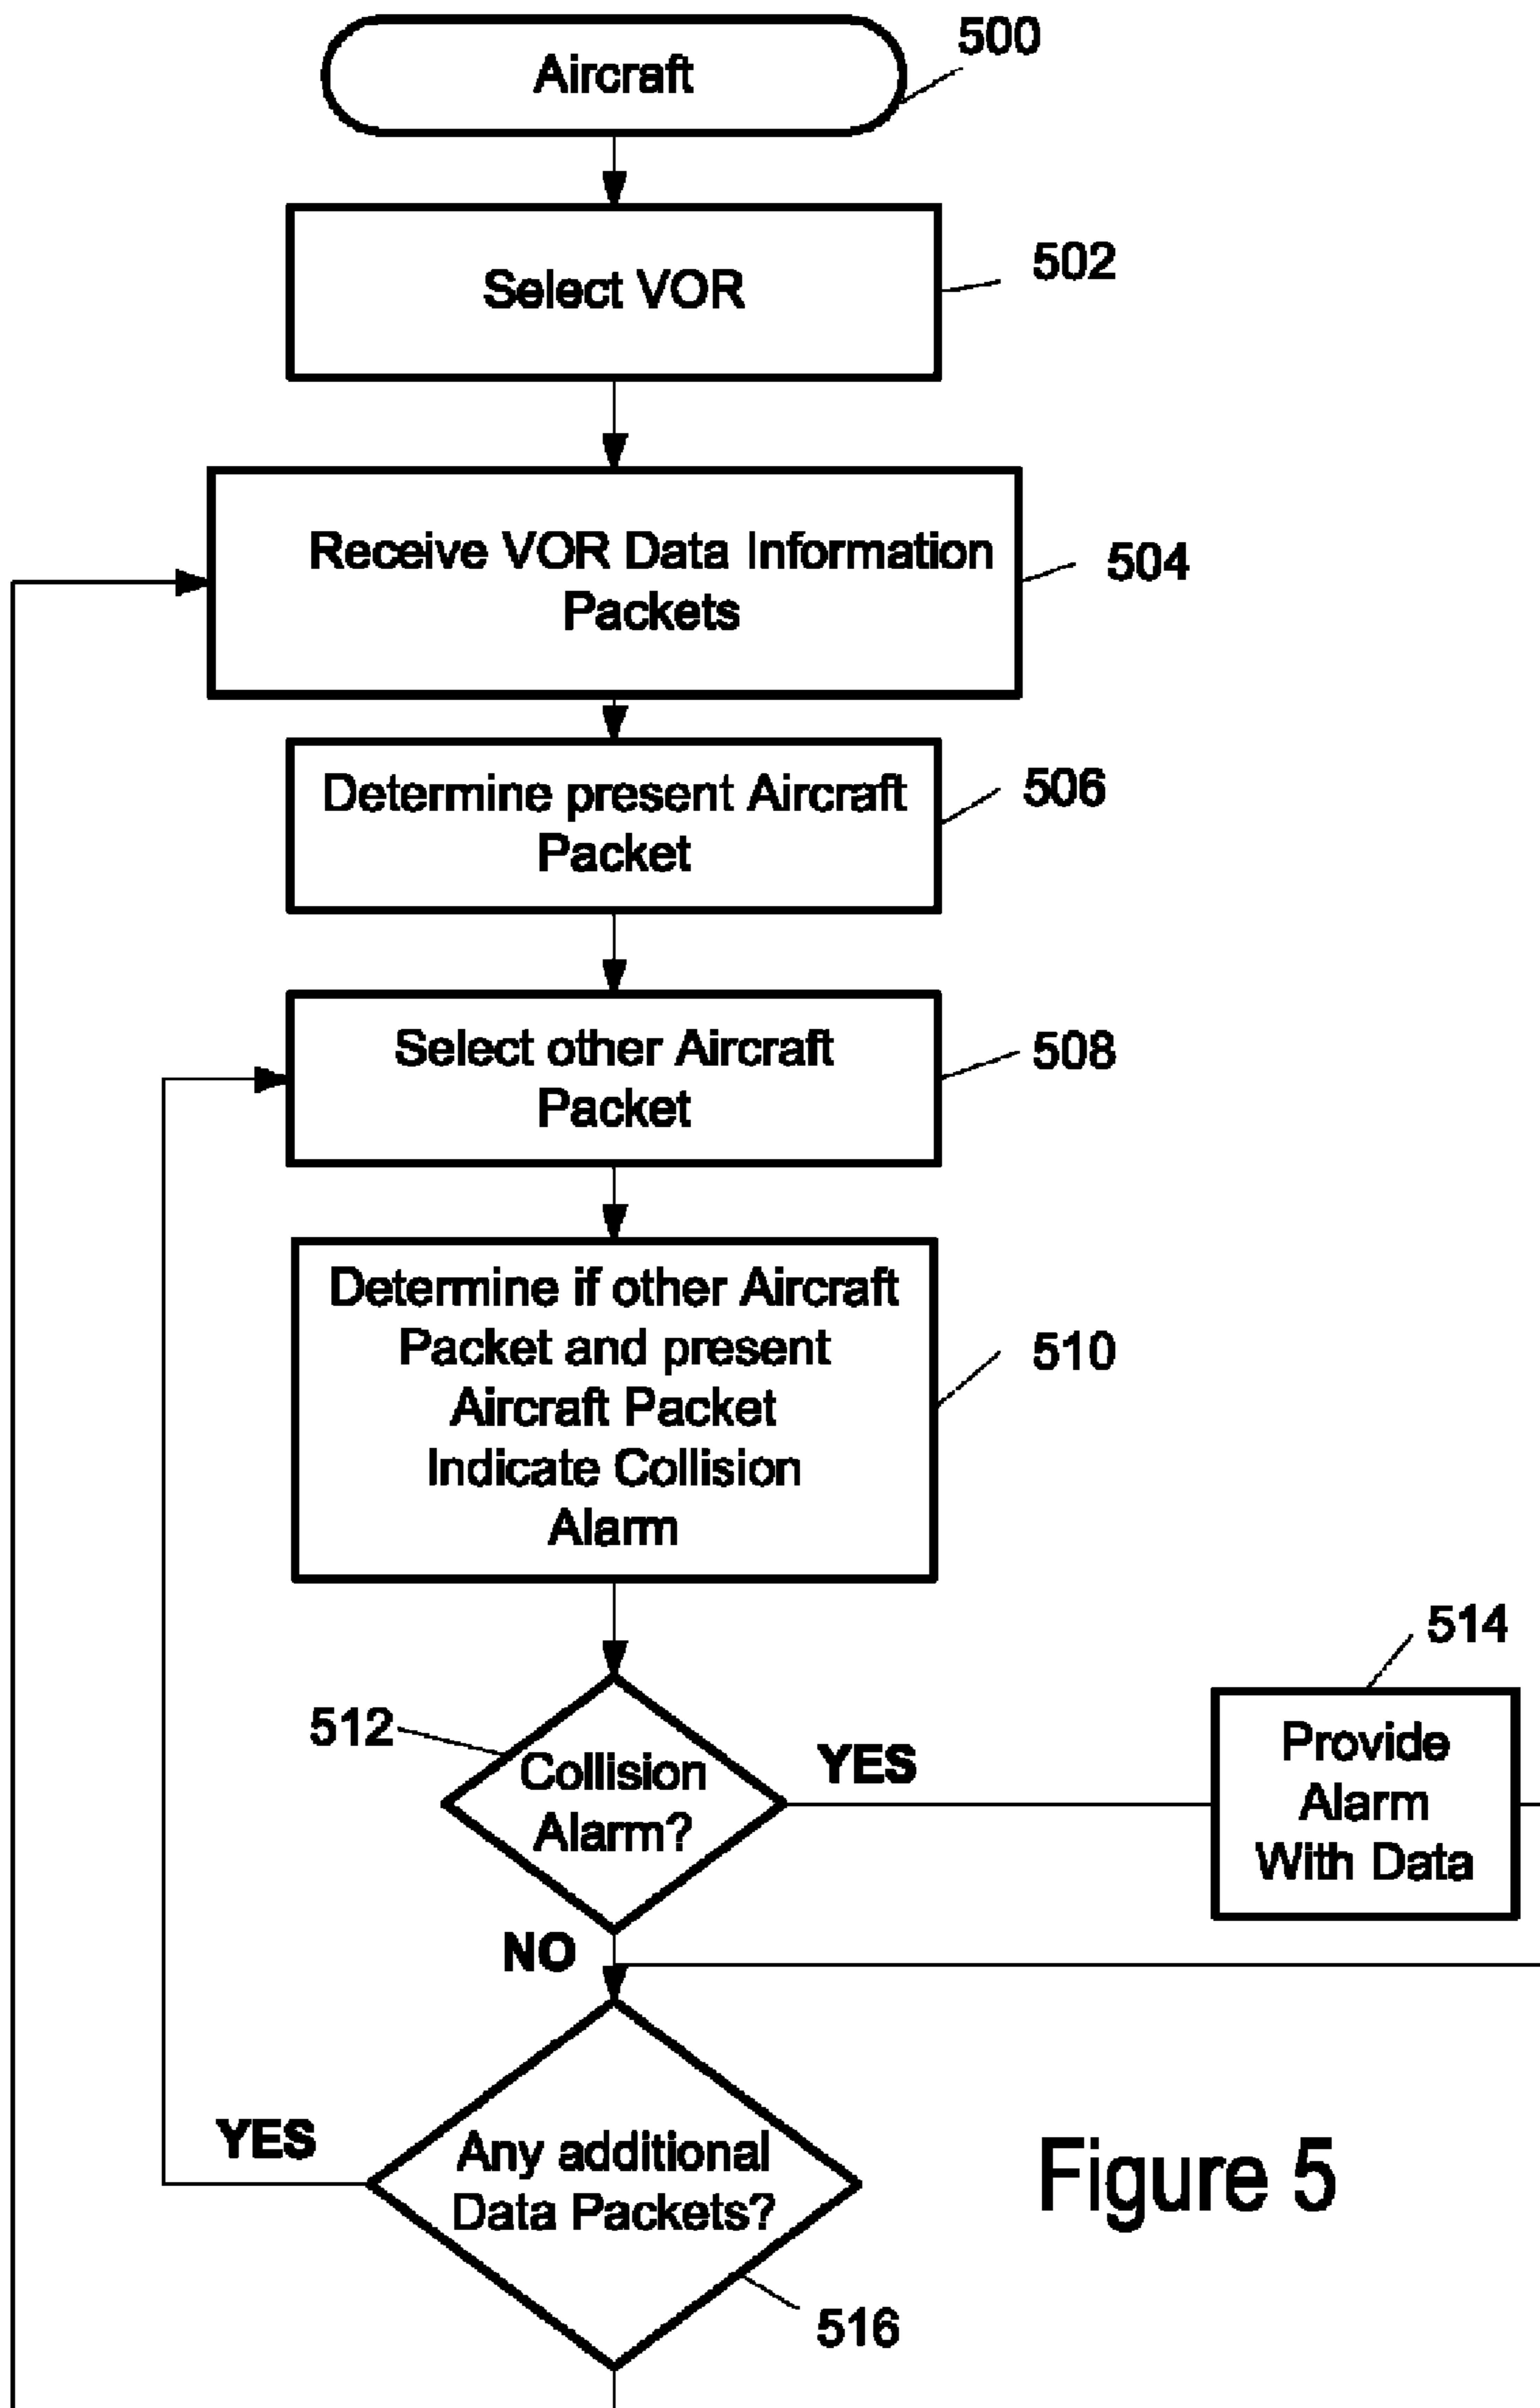 Aircraft
500
Select VOR
502
Receive VOR Data Information
Packets
504
Determine present Aircraft
Packet
506
Select other Aircraft
Packet
508
Determine if other Aircraft
Packet and present
Aircraft Packet
Indicate Collision
Alarm
510
512
Collision
Alarm?
YES
514
Provide
Alarm
With Data
NO
YES
Any additional
Data Packets?
516
Figure 5